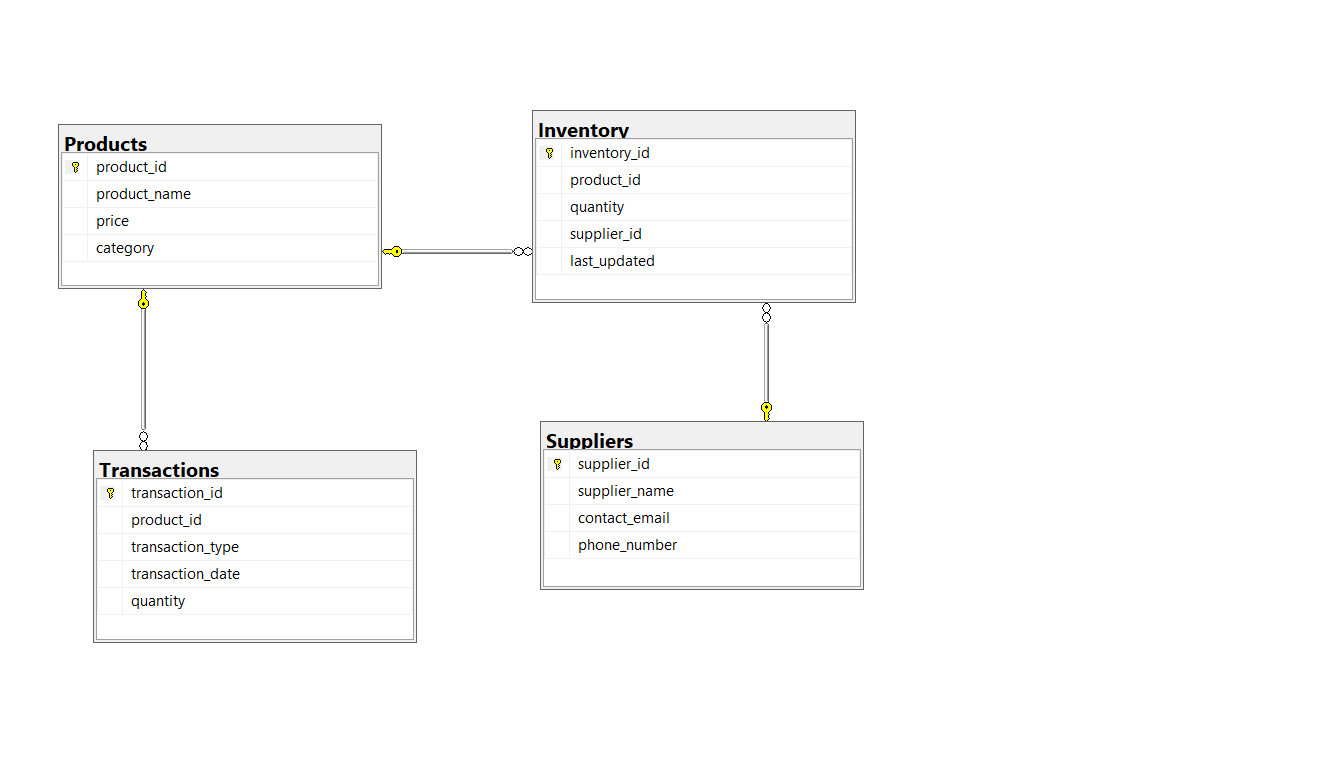 Products
product_id
product_name
price
category
Inventory
inventory_id
product_id
quantity
supplier_id
last_updated
Transactions
transaction_id
product_id
transaction_type
transaction_date
quantity
Suppliers
supplier_id
supplier_name
contact_email
phone_number